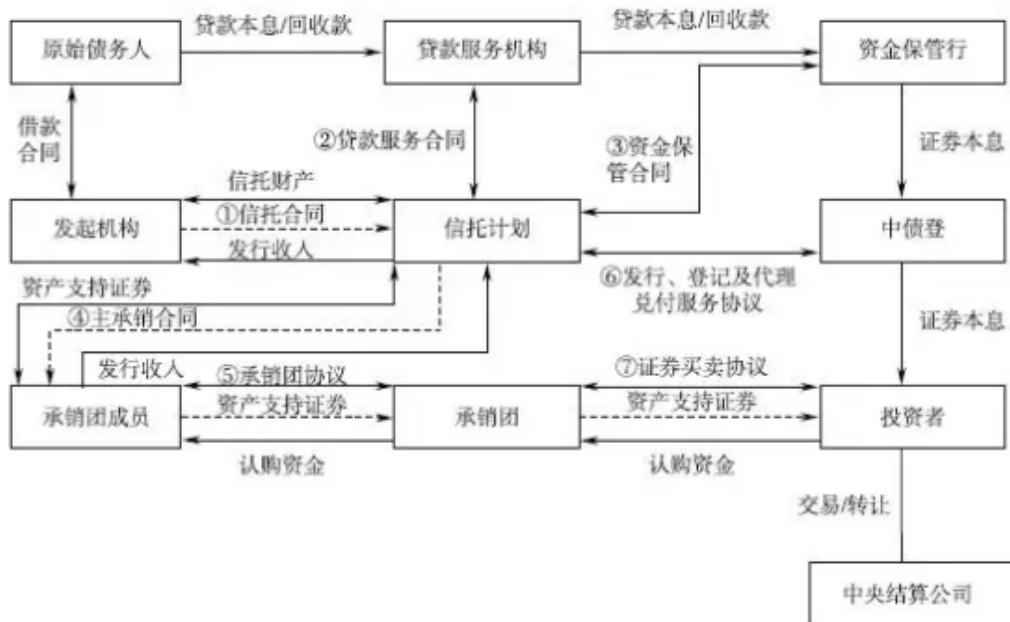 贷款本息/回收款
贷款本息/回收款
原始债务人
贷款服务机构
资金保管行
借款
合同
②贷款服务合同
③资金保
管合同
证券本息
信托财产
①信托合同
发起机构
信托计划
中债登
发行收入
资产支持证券
⑥发行、登记及代理
兑付服务协议
④主承销合同
证券本息
发行收入
⑤承销团协议
⑦证券买卖协议
承销团成员
资产支持证券
承销团
资产支持证券
投资者
认购资金
认购资金
交易/转让
中央结算公司